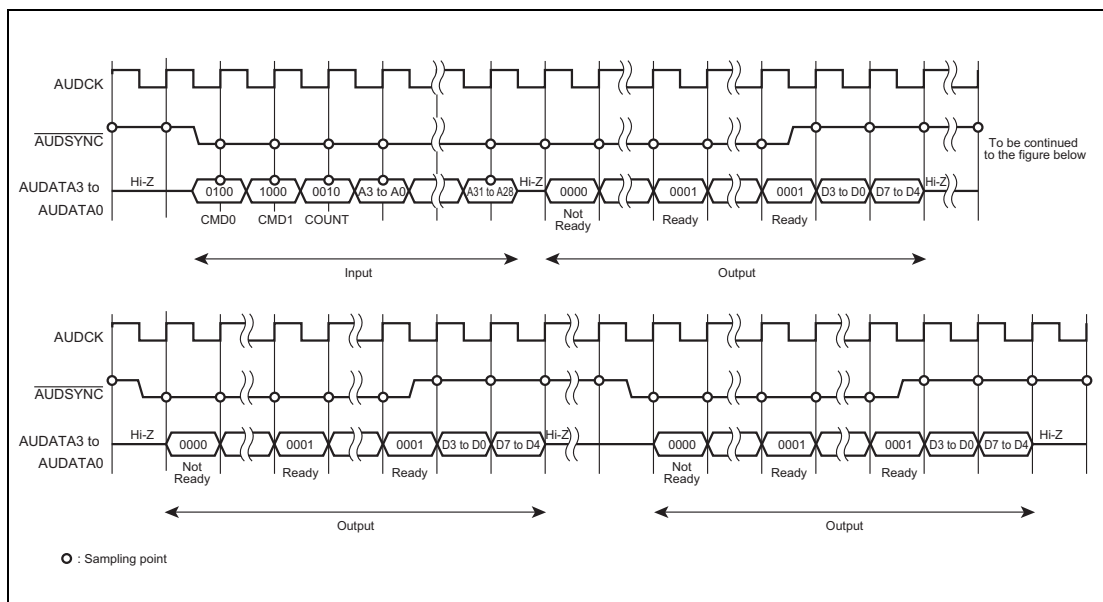 AUDCK
AUDSYNC
To be continued
to the figure below
AUDATA3 to
AUDATA0
Hi-Z 0100 1000 0010 A3 to A0 A31 to A28 Hi-Z 0000 0001 0001 D3 to D0 D7 to D4 Hi-Z
CMD0 CMD1 COUNT Not
Ready Ready Ready
Input Output
AUDCK
AUDSYNC
AUDATA3 to
AUDATA0
Hi-Z 0000 0001 0001 D3 to D0 D7 to D4 Hi-Z 0000 0001 0001 D3 to D0 D7 to D4 Hi-Z
Not
Ready Ready Ready Not
Ready Ready Ready
Output Output
: Sampling point